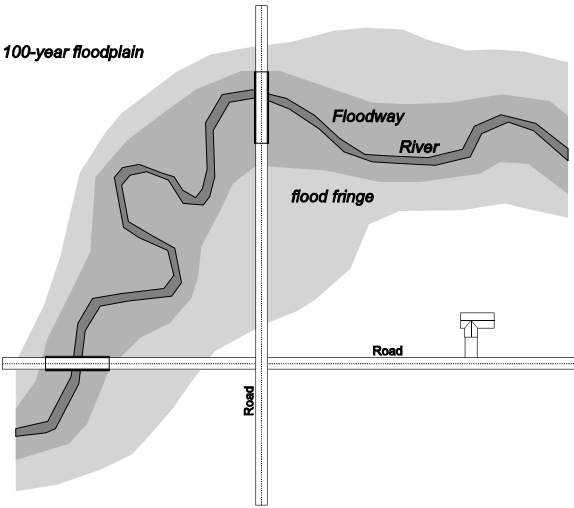 100-year floodplain
Floodway
River
flood fringe
Road
Road